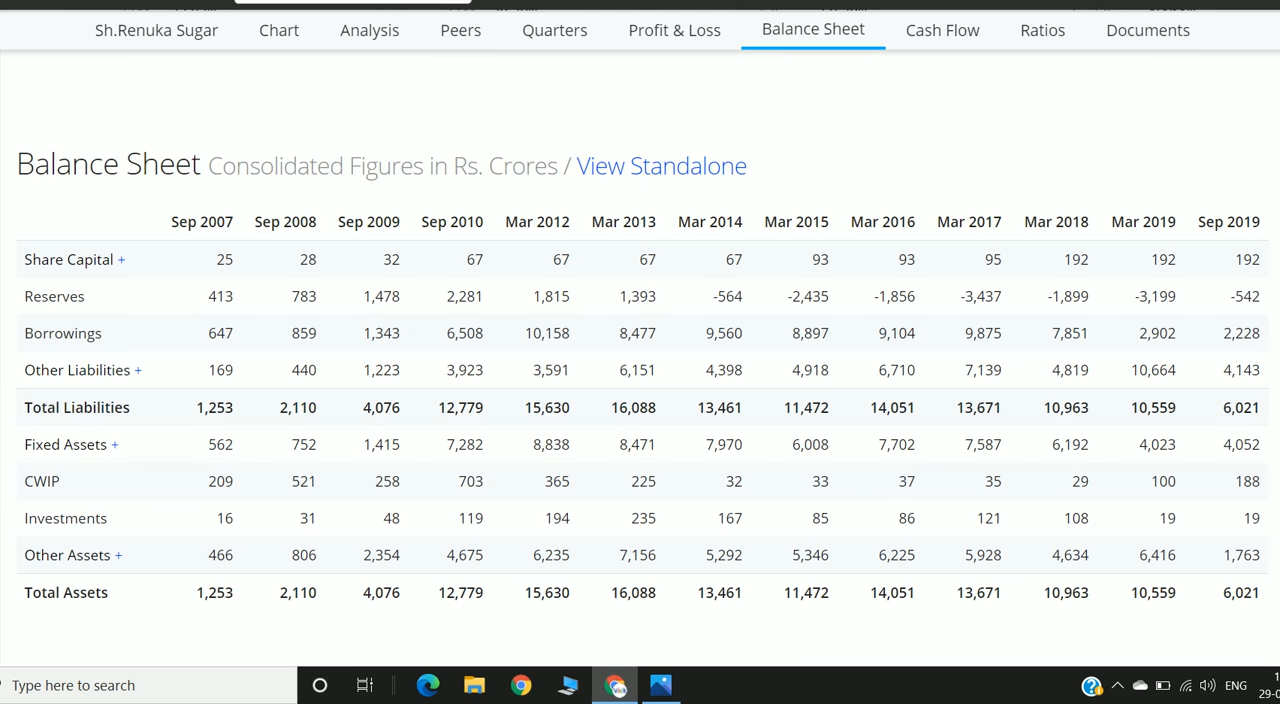 Sh.Renuka Sugar Chart Analysis Peers Quarters Profit & Loss Balance Sheet Cash Flow Ratios Documents
Balance Sheet Consolidated Figures in Rs. Crores / View Standalone
Sep 2007 Sep 2008 Sep 2009 Sep 2010 Mar 2012 Mar 2013 Mar 2014 Mar 2015 Mar 2016 Mar 2017 Mar 2018 Mar 2019 Sep 2019
Share Capital + 25 28 32 67 67 67 67 93 93 95 192 192 192
Reserves 413 783 1,478 2,281 1,815 1,393 -564 -2,435 -1,856 -3,437 -1,899 -3,199 -542
Borrowings 647 859 1,343 6,508 10,158 8,477 9,560 8,897 9,104 9,875 7,851 2,902 2,228
Other Liabilities + 169 440 1,223 3,923 3,591 6,151 4,398 4,918 6,710 7,139 4,819 10,664 4,143
Total Liabilities 1,253 2,110 4,076 12,779 15,630 16,088 13,461 11,472 14,051 13,671 10,963 10,559 6,021
Fixed Assets + 562 752 1,415 7,282 8,838 8,471 7,970 6,008 7,702 7,587 6,192 4,023 4,052
CWIP 209 521 258 703 365 225 32 33 37 35 29 100 188
Investments 16 31 48 119 194 235 167 85 86 121 108 19 19
Other Assets + 466 806 2,354 4,675 6,235 7,156 5,292 5,346 6,225 5,928 4,634 6,416 1,763
Total Assets 1,253 2,110 4,076 12,779 15,630 16,088 13,461 11,472 14,051 13,671 10,963 10,559 6,021
Type here to search ENG